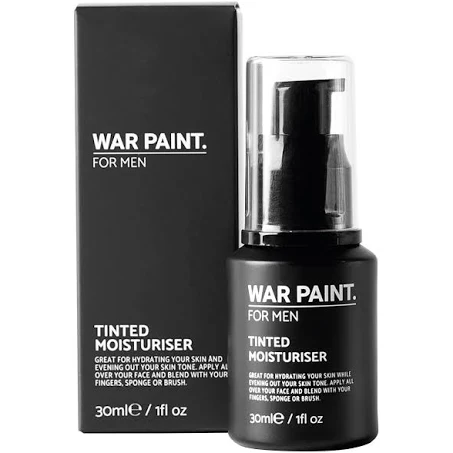 WAR PAINT.
FOR MEN
TINTED
MOISTURISER
GREAT FOR HYDRATING YOUR SKIN AND
EVENING OUT YOUR SKIN TONE. APPLY ALL
OVER YOUR FACE AND BLEND WITH YOUR
FINGERS, SPONGE OR BRUSH.
30ml℮ / 1fl oz
WAR PAINT.
FOR MEN
TINTED
MOISTURISER
GREAT FOR HYDRATING YOUR SKIN WHILE
EVENING OUT YOUR SKIN TONE. APPLY ALL
OVER YOUR FACE AND BLEND WITH YOUR
FINGERS, SPONGE OR BRUSH.
30ml℮ / 1fl oz